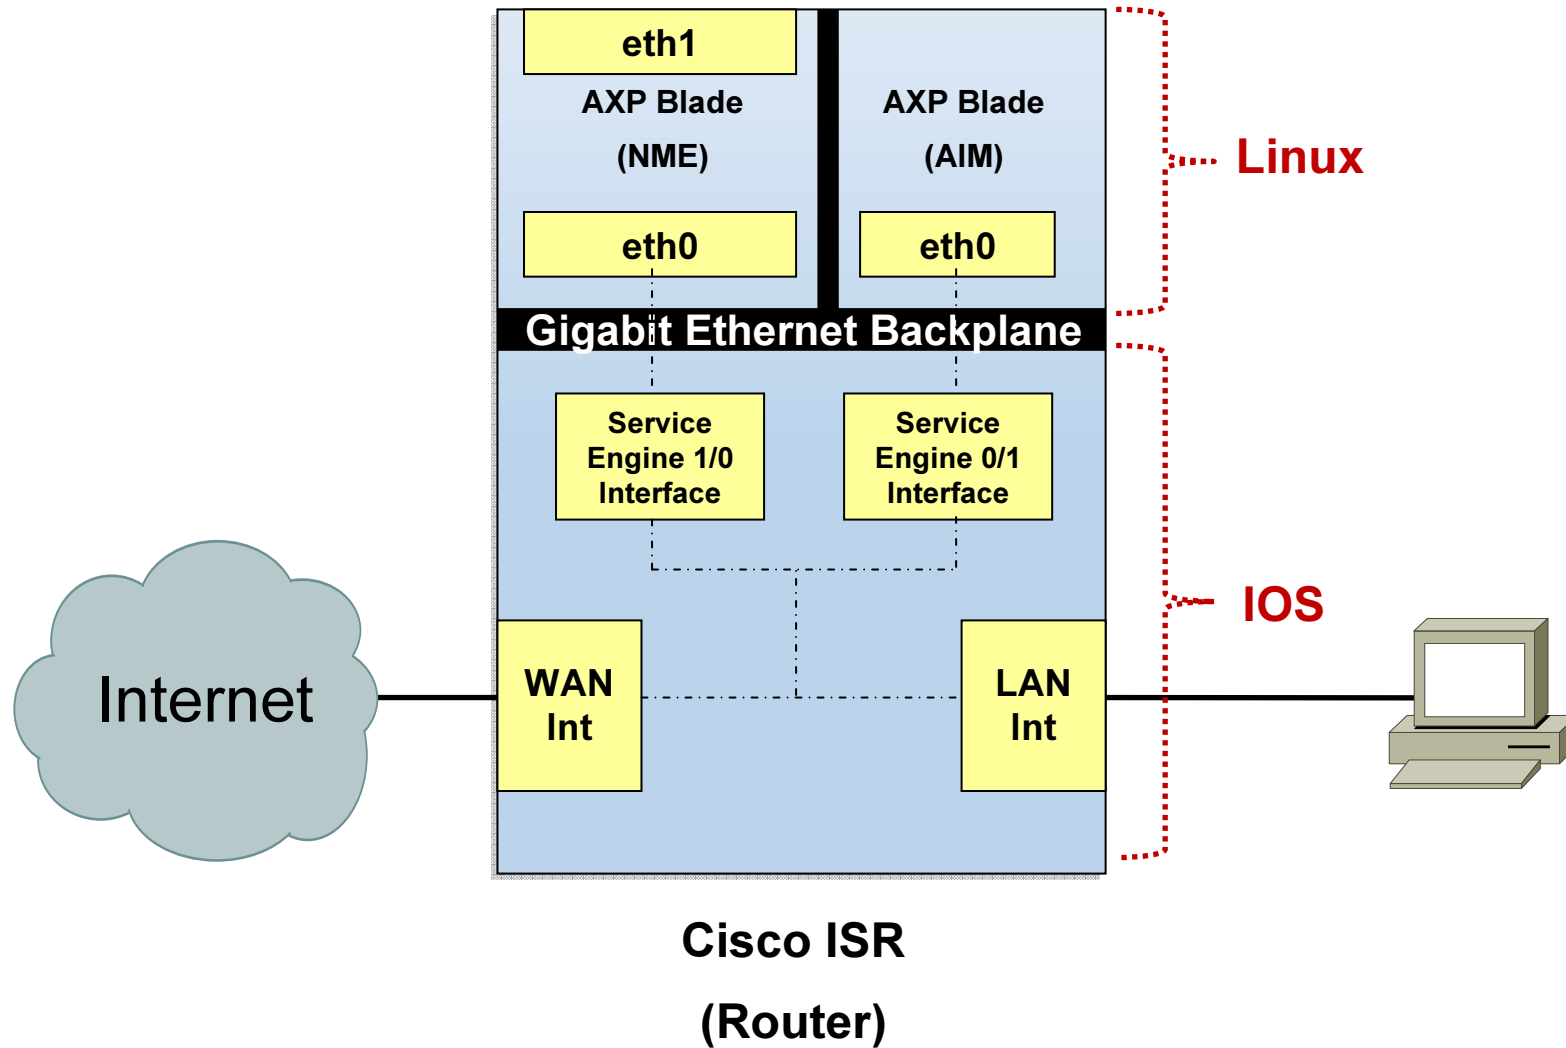 eth1
AXP Blade
(NME)
AXP Blade
(AIM)
Linux
eth0
eth0
Gigabit Ethernet Backplane
Service
Engine 1/0
Interface
Service
Engine 0/1
Interface
IOS
Internet
WAN
Int
LAN
Int
Cisco ISR
(Router)